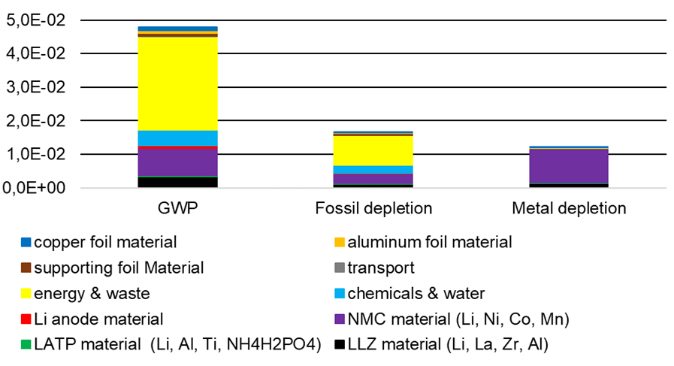 5,0E-02
4,0E-02
3,0E-02
2,0E-02
1,0E-02
0,0E+00
GWP Fossil depletion Metal depletion
copper foil material aluminum foil material
supporting foil Material transport
energy & waste chemicals & water
Li anode material NMC material (Li, Ni, Co, Mn)
LATP material (Li, Al, Ti, NH4H2PO4) LLZ material (Li, La, Zr, Al)